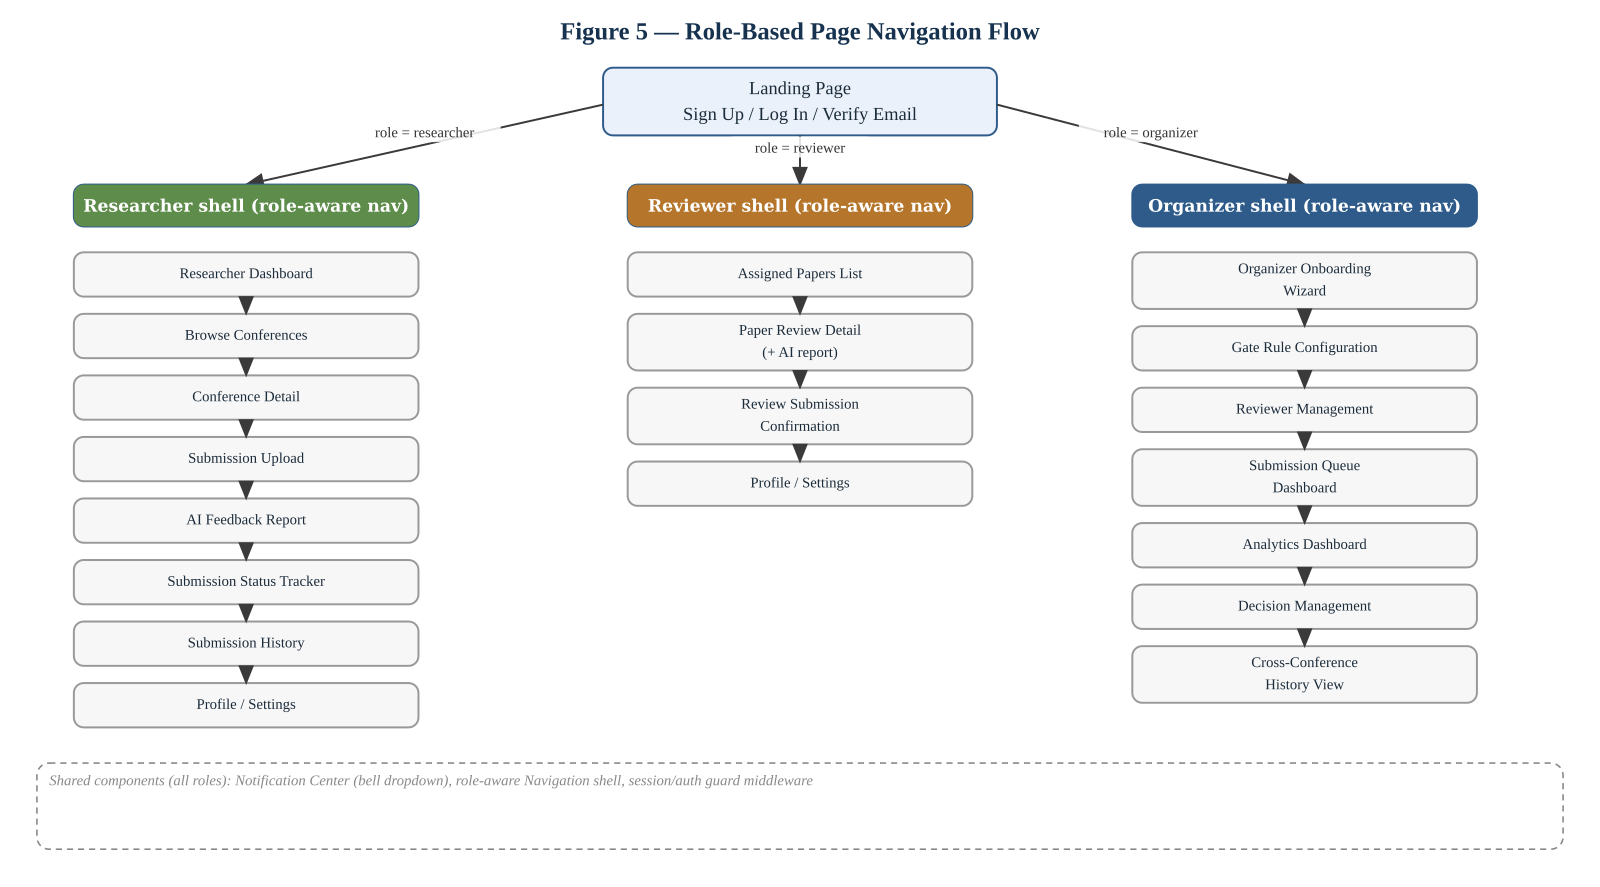 Figure 5 — Role-Based Page Navigation Flow
Landing Page
Sign Up / Log In / Verify Email
role = researcher
role = reviewer
role = organizer
Researcher shell (role-aware nav)
Researcher Dashboard
Browse Conferences
Conference Detail
Submission Upload
AI Feedback Report
Submission Status Tracker
Submission History
Profile / Settings
Reviewer shell (role-aware nav)
Assigned Papers List
Paper Review Detail
(+ AI report)
Review Submission
Confirmation
Profile / Settings
Organizer shell (role-aware nav)
Organizer Onboarding
Wizard
Gate Rule Configuration
Reviewer Management
Submission Queue
Dashboard
Analytics Dashboard
Decision Management
Cross-Conference
History View
Shared components (all roles): Notification Center (bell dropdown), role-aware Navigation shell, session/auth guard middleware